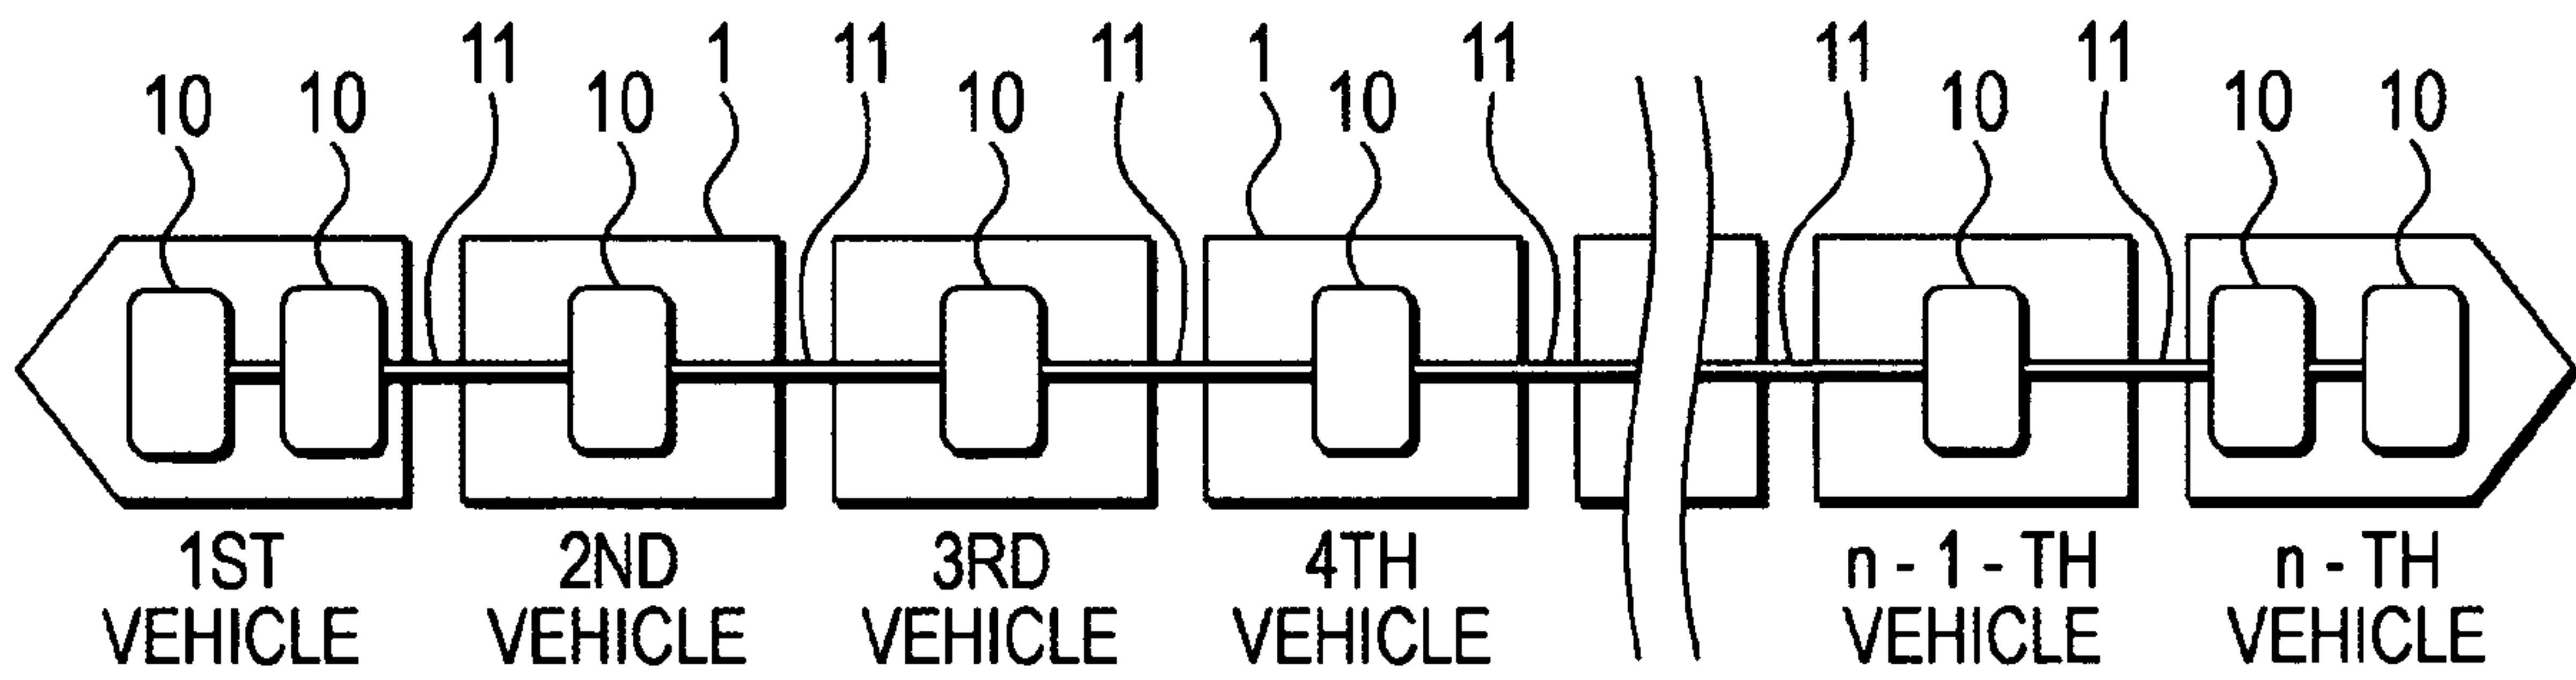 11 1 11 11 1 11 11 11
10 10 10 10 10 10 10 10
1ST 2ND 3RD 4TH n - 1 - TH n - TH
VEHICLE VEHICLE VEHICLE VEHICLE VEHICLE VEHICLE